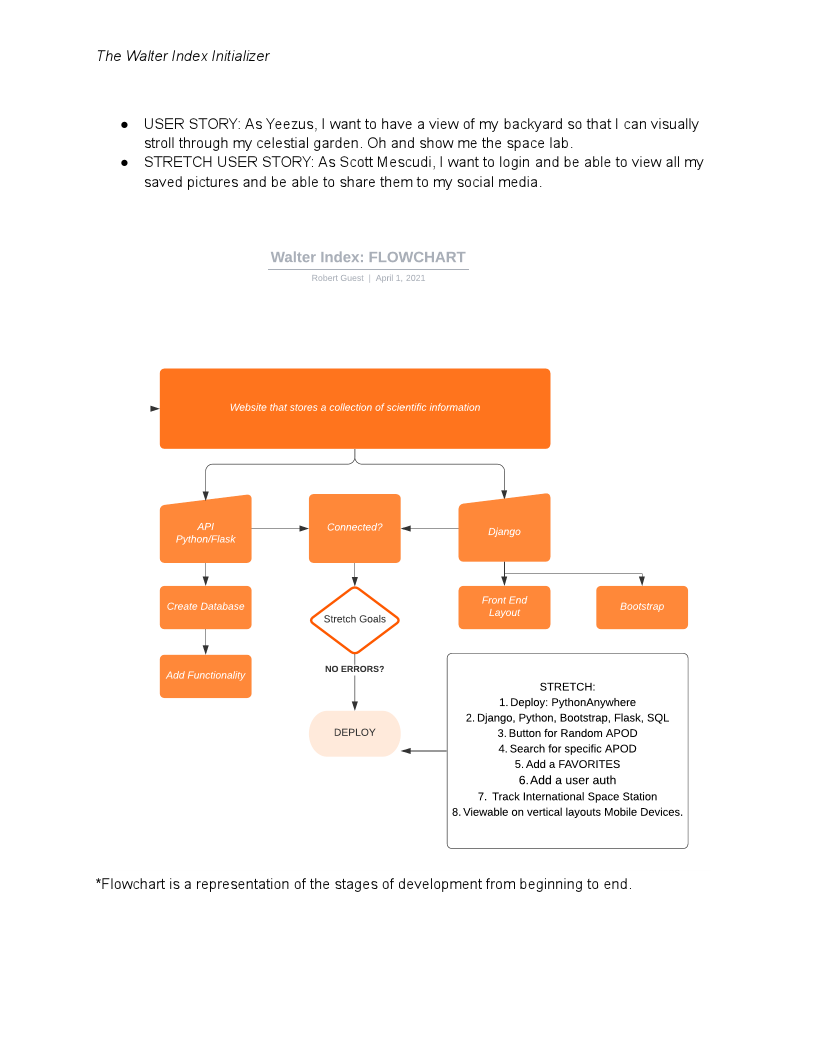 The Walter Index Initializer
● USER STORY: As Yeezus, I want to have a view of my backyard so that I can visually
stroll through my celestial garden. Oh and show me the space lab.
● STRETCH USER STORY: As Scott Mescudi, I want to login and be able to view all my
saved pictures and be able to share them to my social media.
Walter Index: FLOWCHART
Robert Guest | April 1, 2021
Website that stores a collection of scientific information
API
Python/Flask
Connected?
Django
Create Database
Stretch Goals
Front End
Layout
Bootstrap
Add Functionality
NO ERRORS?
DEPLOY
STRETCH:
1. Deploy: PythonAnywhere
2. Django, Python, Bootstrap, Flask, SQL
3. Button for Random APOD
4. Search for specific APOD
5. Add a FAVORITES
6. Add a user auth
7. Track International Space Station
8. Viewable on vertical layouts Mobile Devices.
*Flowchart is a representation of the stages of development from beginning to end.